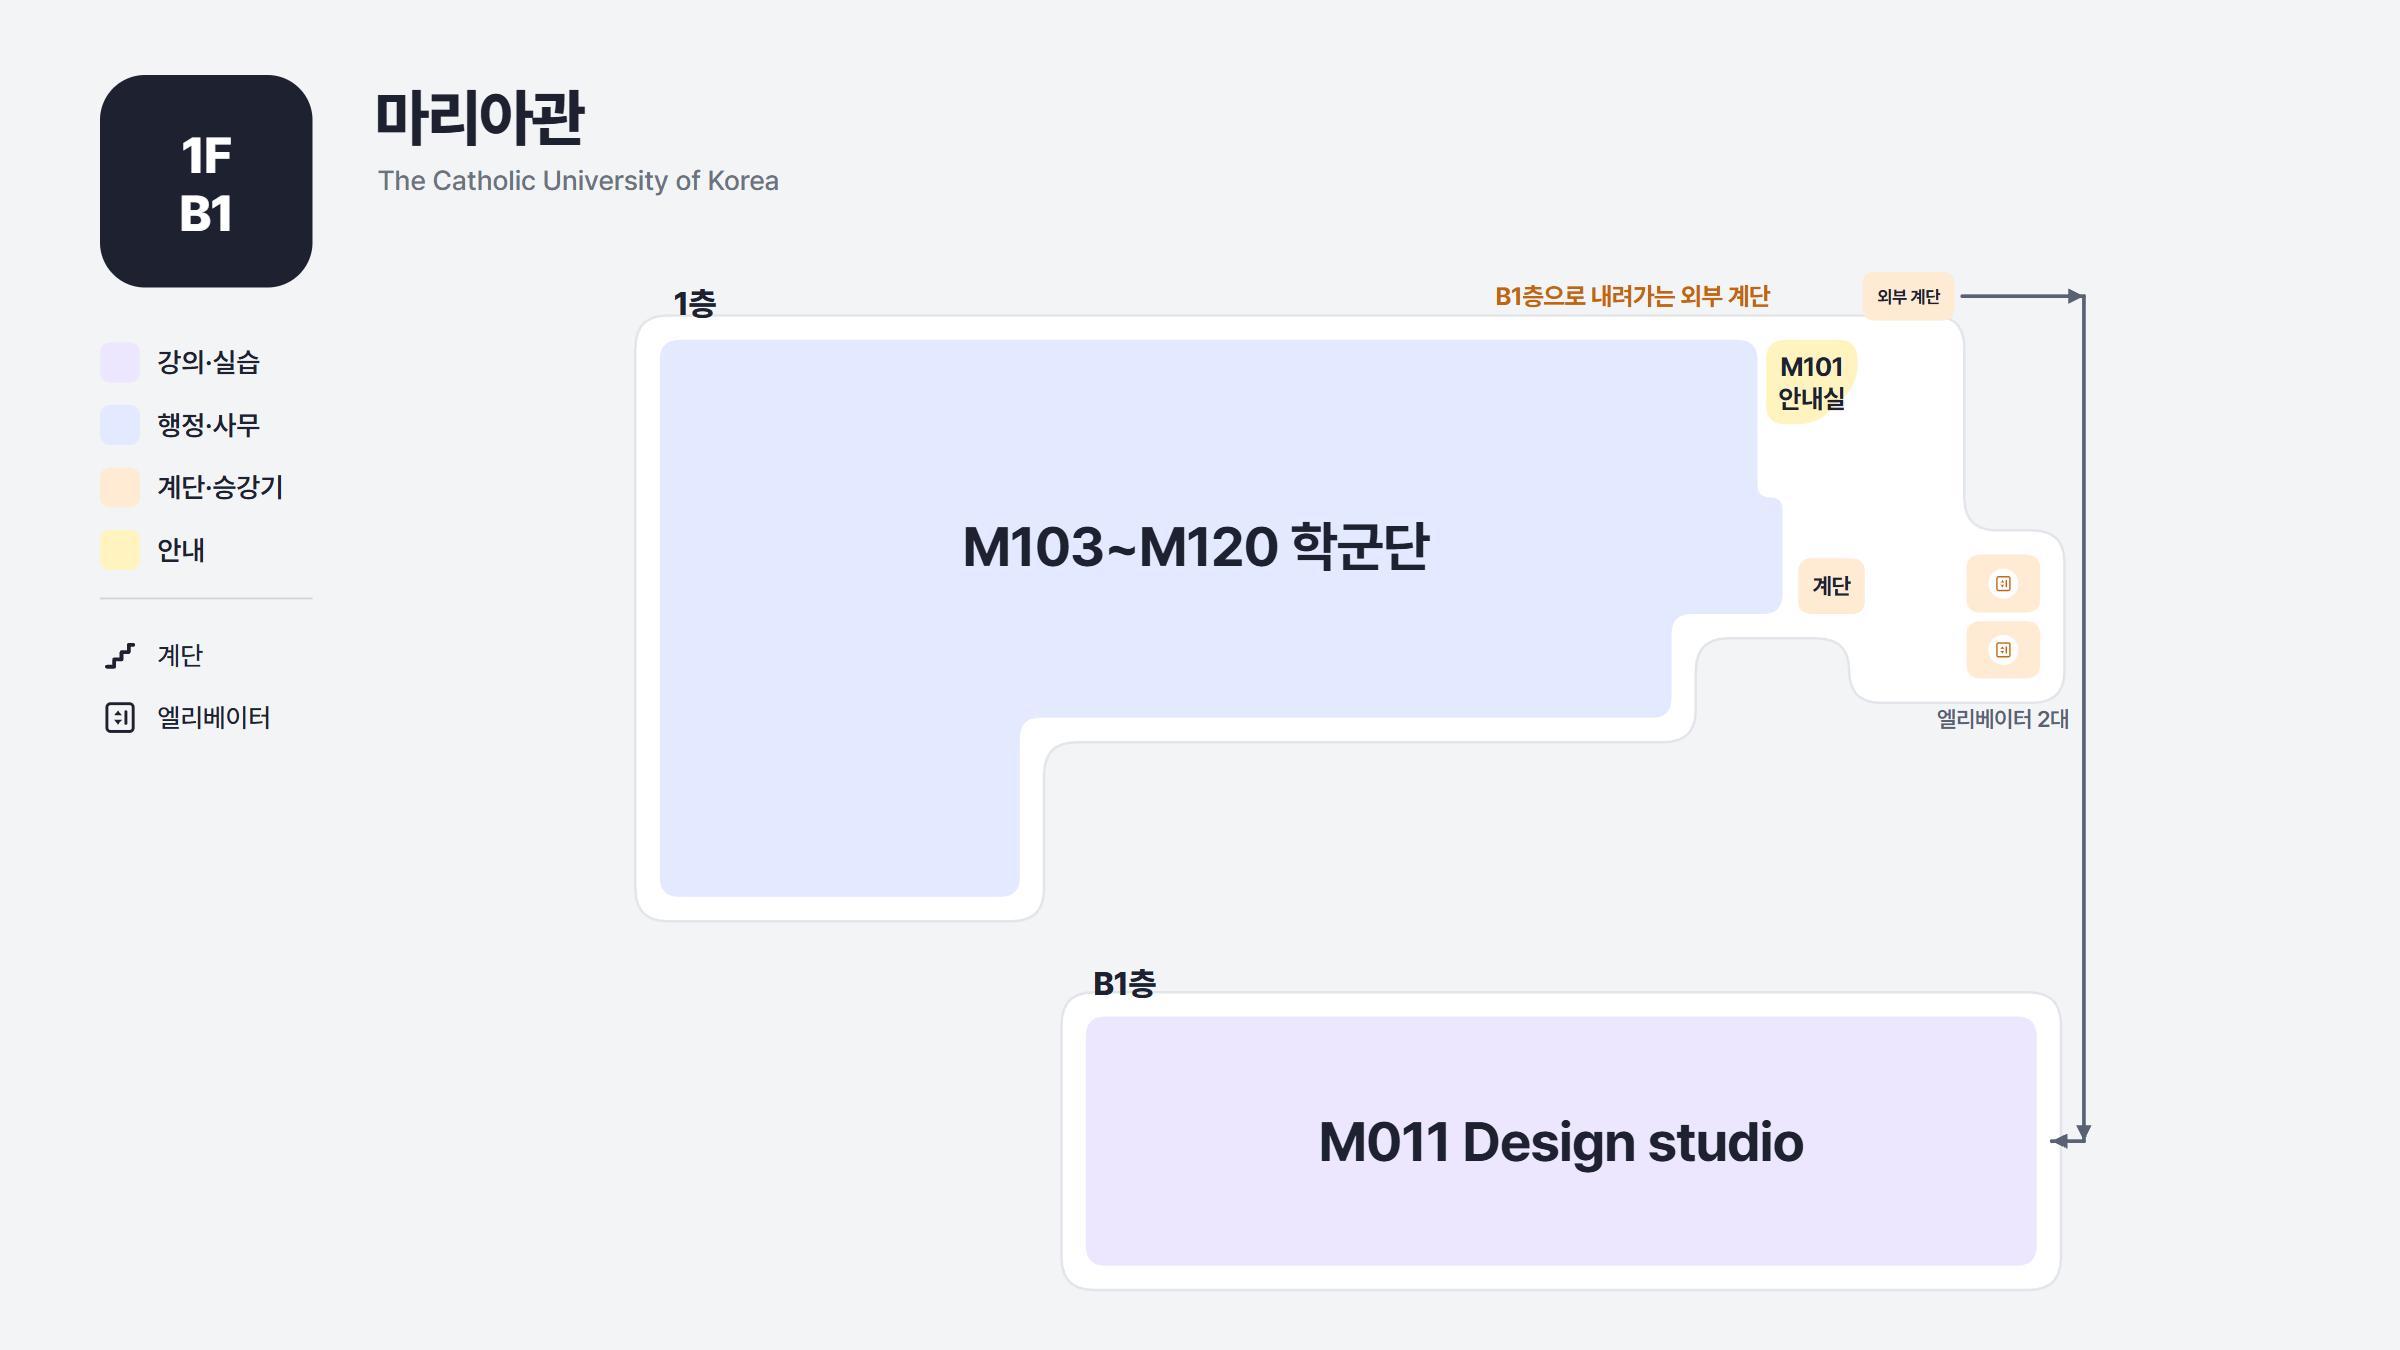 1F
B1
마리아관
The Catholic University of Korea
강의·실습
행정·사무
계단·승강기
안내
계단
엘리베이터
1층
B1층으로 내려가는 외부 계단
외부 계단
M101
안내실
M103~M120 학군단
계단
엘리베이터 2대
B1층
M011 Design studio